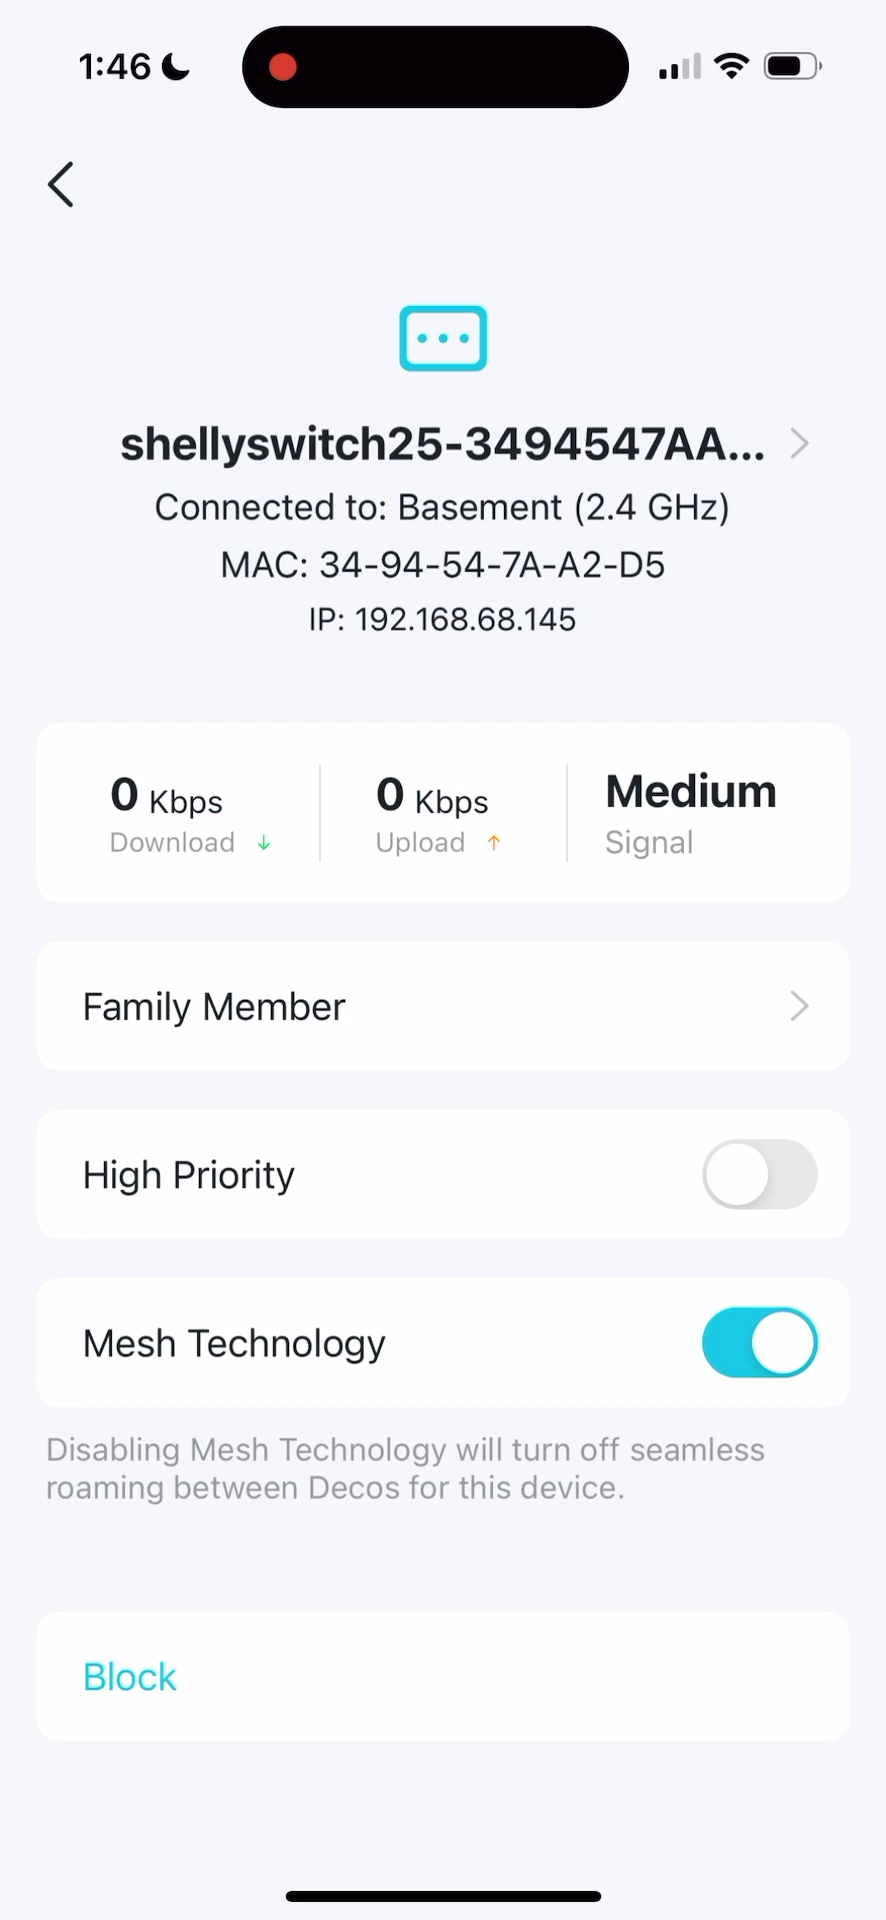 1:46
shellyswitch25-3494547AA...
Connected to: Basement (2.4 GHz)
MAC: 34-94-54-7A-A2-D5
IP: 192.168.68.145
0 Kbps
Download ↓
0 Kbps
Upload ↑
Medium
Signal
Family Member
High Priority
Mesh Technology
Disabling Mesh Technology will turn off seamless
roaming between Decos for this device.
Block